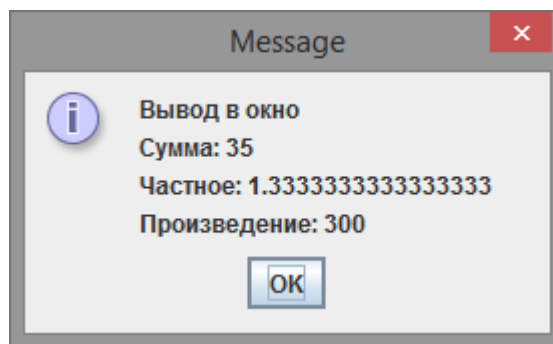 Message
Вывод в окно
Сумма: 35
Частное: 1.3333333333333333
Произведение: 300
OK